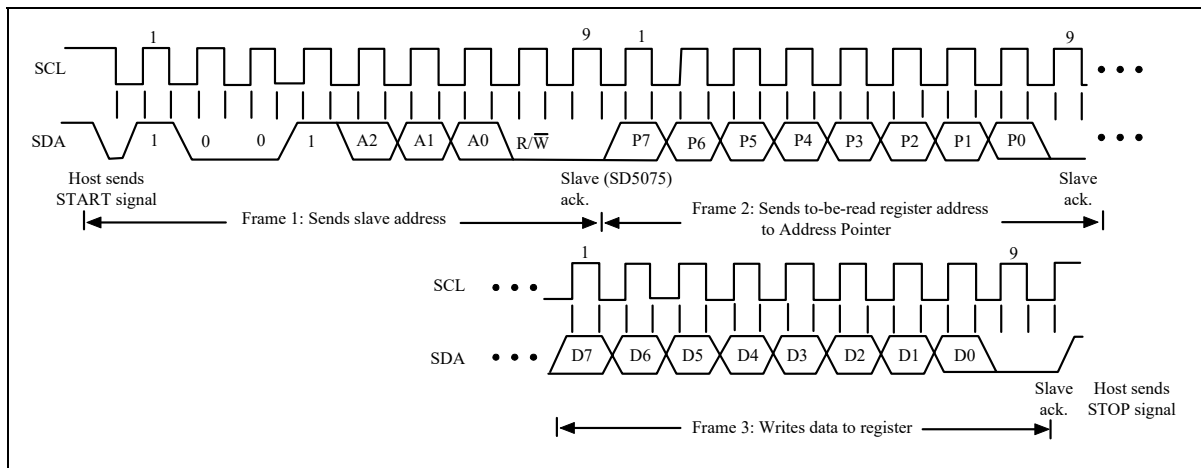 1 9 1 9
SCL
SDA 1 0 0 1 A2 A1 A0 R/W̅ P7 P6 P5 P4 P3 P2 P1 P0
Host sends
START signal
Slave (SD5075)
ack.
Slave
ack.
Frame 1: Sends slave address
Frame 2: Sends to-be-read register address
to Address Pointer
1 9
SCL
SDA D7 D6 D5 D4 D3 D2 D1 D0
Slave
ack.
Host sends
STOP signal
Frame 3: Writes data to register